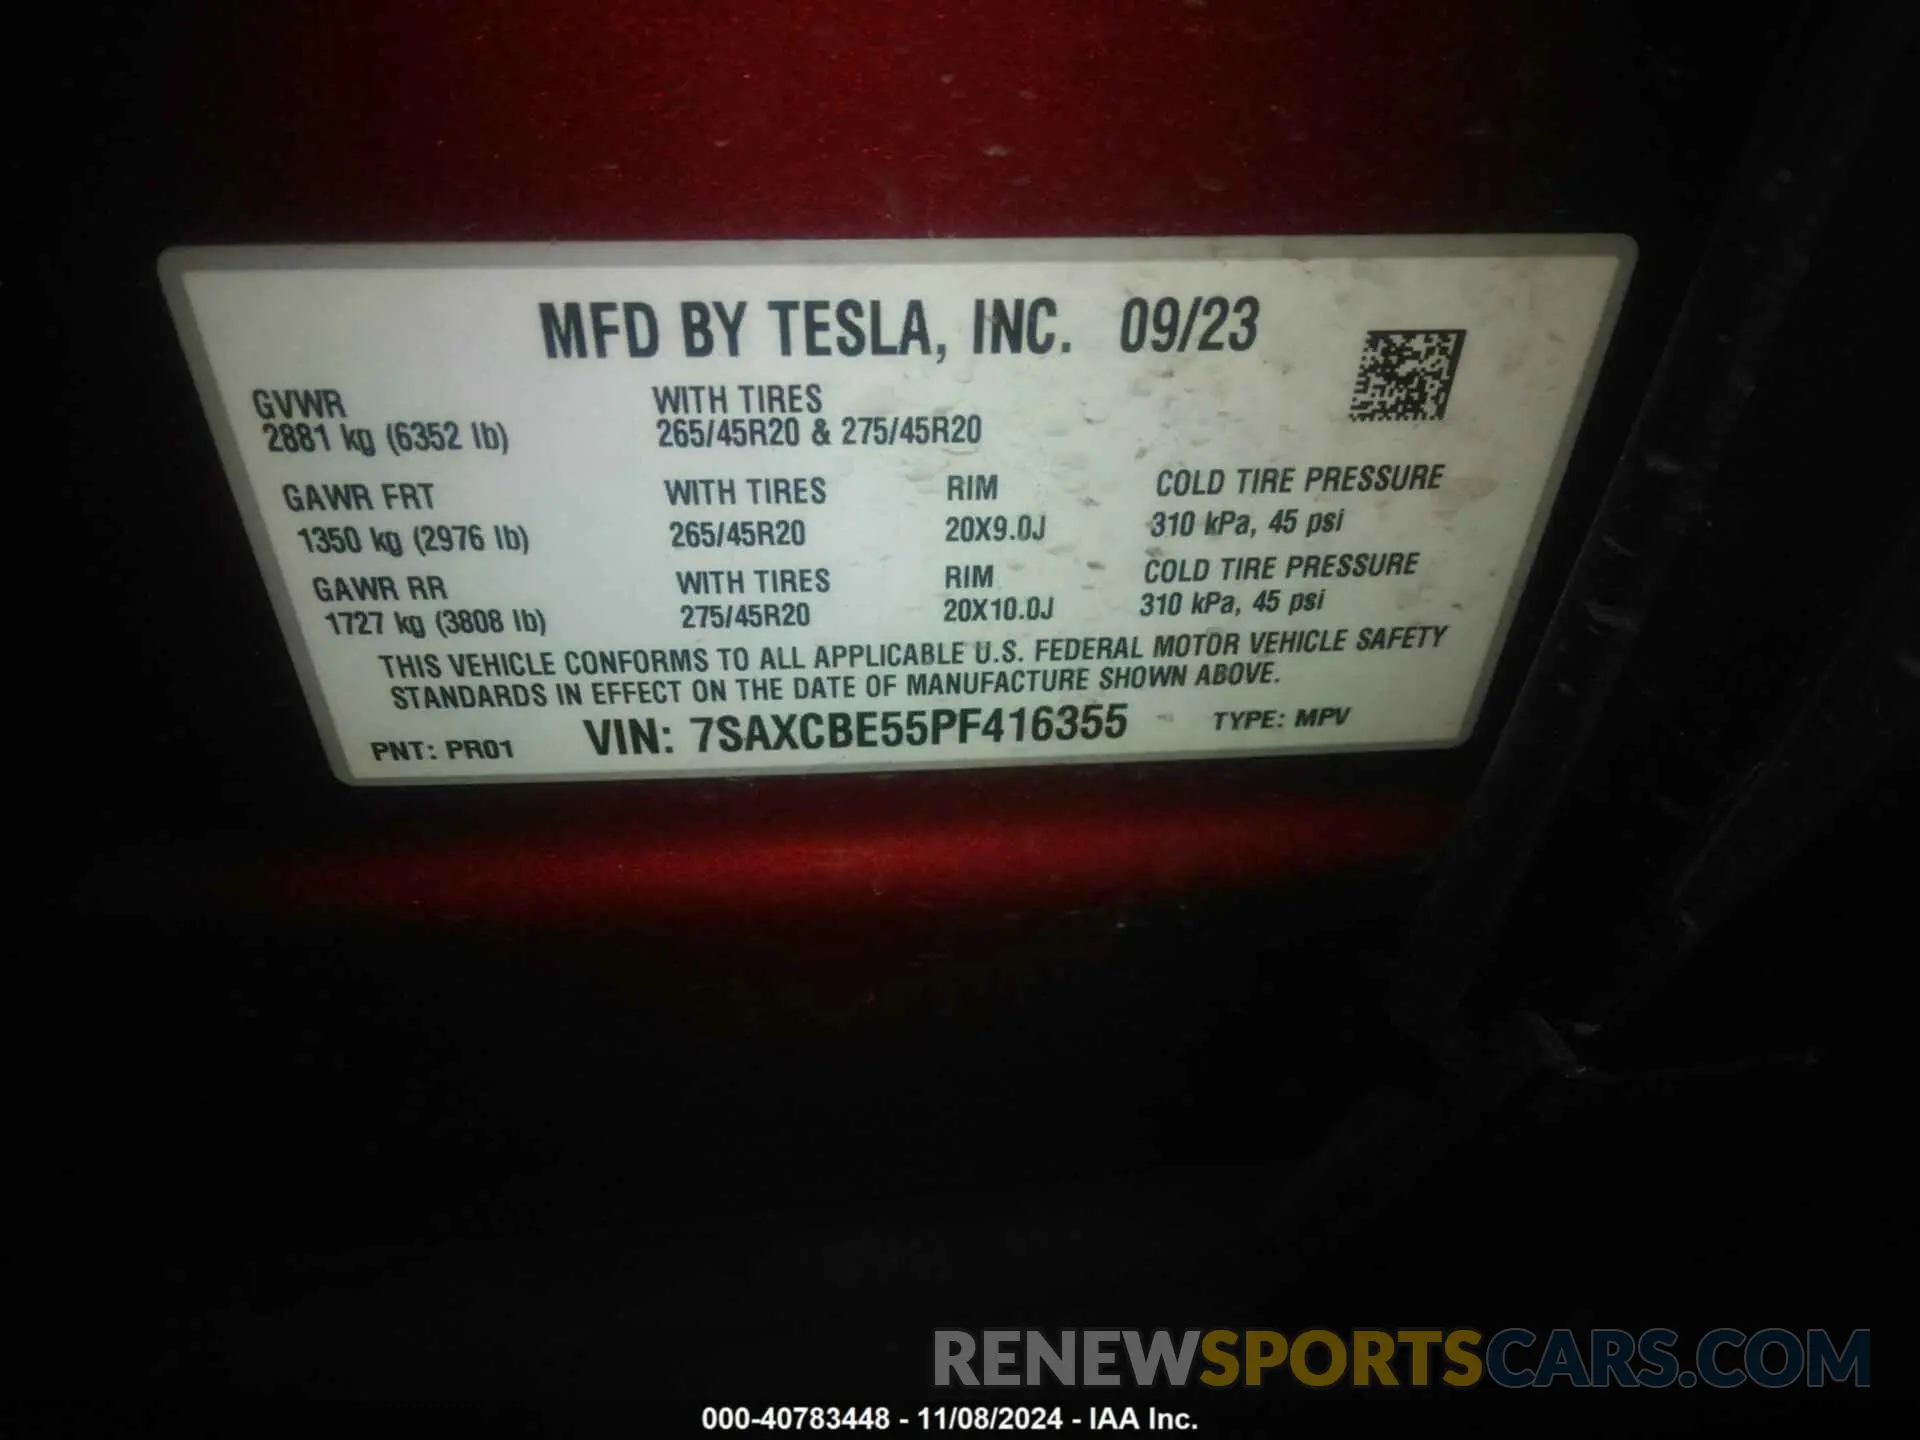 MFD BY TESLA, INC. 09/23
GVWR WITH TIRES
2881 kg (6352 lb) 265/45R20 & 275/45R20
GAWR FRT WITH TIRES RIM COLD TIRE PRESSURE
1350 kg (2976 lb) 265/45R20 20X9.0J 310 kPa, 45 psi
GAWR RR WITH TIRES RIM COLD TIRE PRESSURE
1727 kg (3808 lb) 275/45R20 20X10.0J 310 kPa, 45 psi
THIS VEHICLE CONFORMS TO ALL APPLICABLE U.S. FEDERAL MOTOR VEHICLE SAFETY
STANDARDS IN EFFECT ON THE DATE OF MANUFACTURE SHOWN ABOVE.
PNT: PR01 VIN: 7SAXCBE55PF416355 TYPE: MPV
RENEWSPORTSCARS.COM
000-40783448 - 11/08/2024 - IAA Inc.